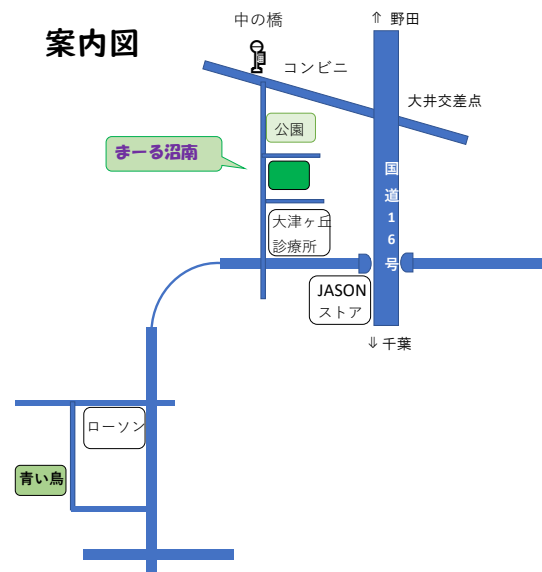 案内図
中の橋
⇑ 野田
コンビニ
大井交差点
公園
まーる沼南
国道16号
大津ヶ丘
診療所
JASON
ストア
⇓千葉
ローソン
青い鳥